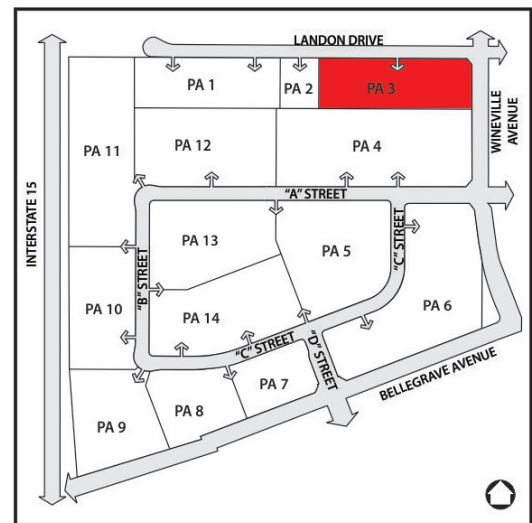 LANDON DRIVE
PA 1
PA 2
PA 3
WINEVILLE
AVENUE
PA 11
PA 12
PA 4
INTERSTATE 15
"A" STREET
PA 13
PA 5
"C" STREET
"B" STREET
PA 10
PA 14
PA 6
"C" STREET
"D" STREET
PA 7
BELLEGRAVE AVENUE
PA 8
PA 9